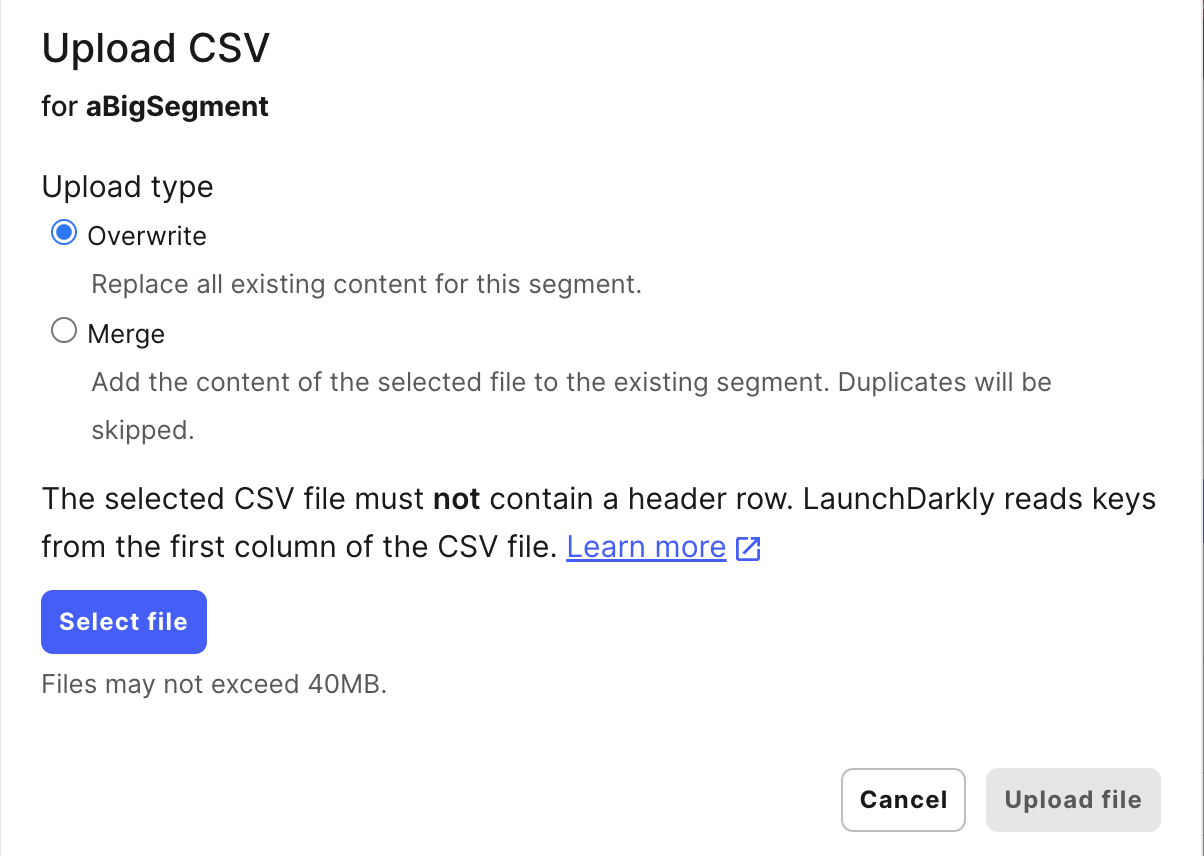 Upload CSV
for aBigSegment
Upload type
Overwrite
Replace all existing content for this segment.
Merge
Add the content of the selected file to the existing segment. Duplicates will be
skipped.
The selected CSV file must not contain a header row. LaunchDarkly reads keys
from the first column of the CSV file. Learn more
Select file
Files may not exceed 40MB.
Cancel
Upload file